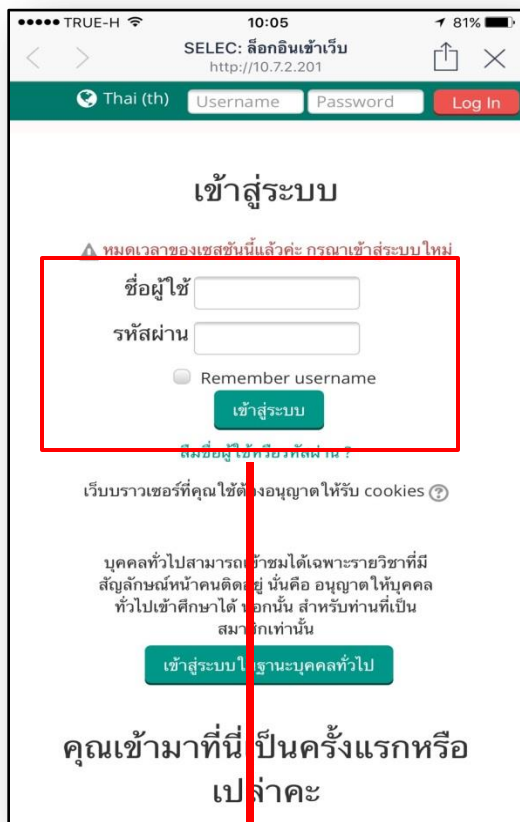 TRUE-H 10:05 81%
SELEC: ล็อกอินเข้าเว็บ
http://10.7.2.201
Thai (th) Username Password Log In
เข้าสู่ระบบ
หมดเวลาของเซสชันนี้แล้วค่ะ กรุณาเข้าสู่ระบบใหม่
ชื่อผู้ใช้
รหัสผ่าน
Remember username
เข้าสู่ระบบ
ลืมชื่อผู้ใช้หรือรหัสผ่าน ?
เว็บบราวเซอร์ที่คุณใช้ต้องอนุญาตให้รับ cookies
บุคคลทั่วไปสามารถเข้าชมได้เฉพาะรายวิชาที่มี
สัญลักษณ์หน้าคนติดอยู่ นั่นคือ อนุญาตให้บุคคล
ทั่วไปเข้าศึกษาได้ นอกนั้น สำหรับท่านที่เป็น
สมาชิกเท่านั้น
เข้าสู่ระบบในฐานะบุคคลทั่วไป
คุณเข้ามาที่นี่เป็นครั้งแรกหรือ
เปล่าคะ